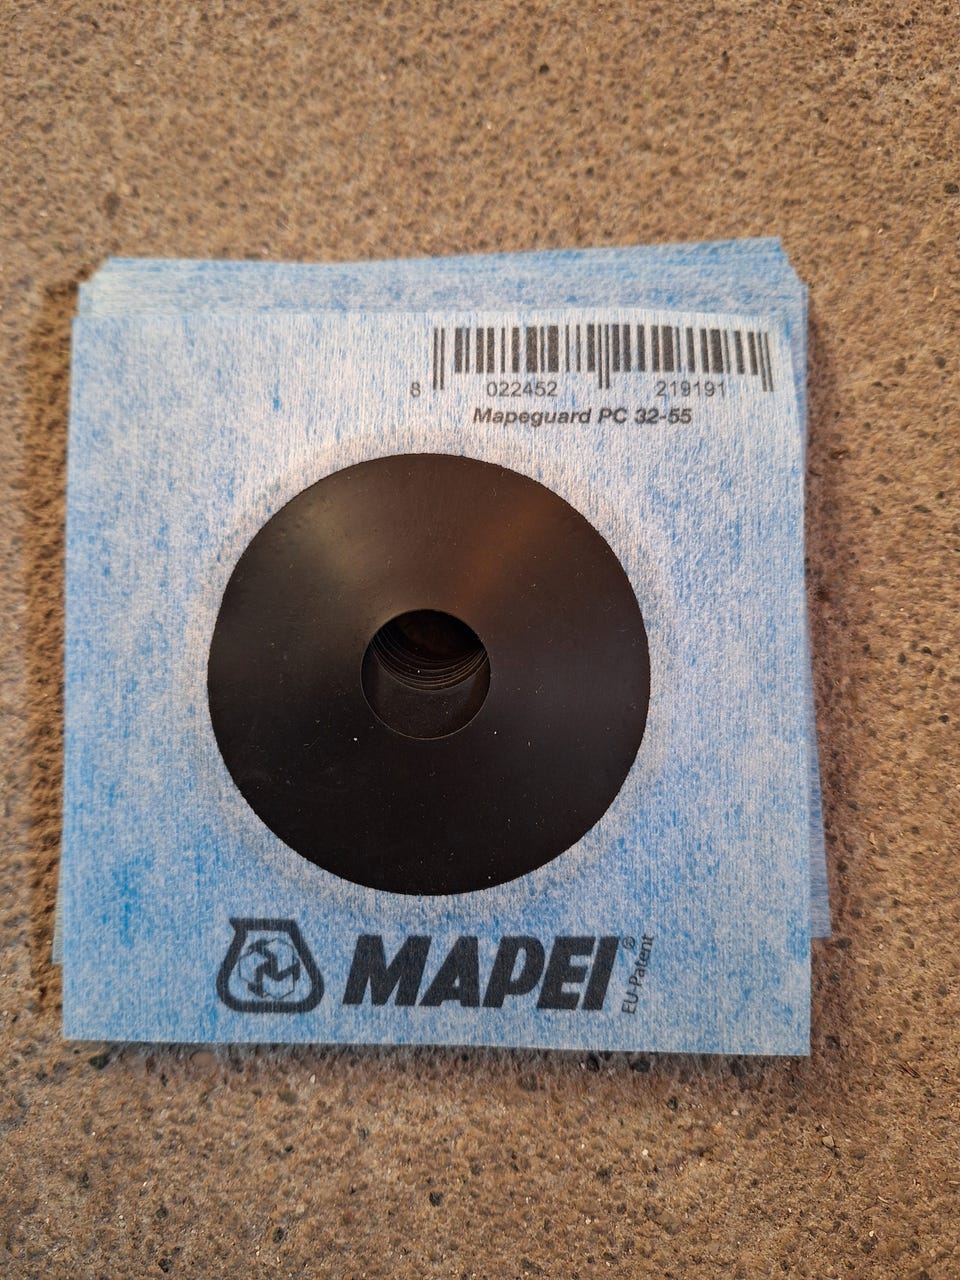 8 022452 219191
Mapeguard PC 32-55
MAPEI®
EU-Patent